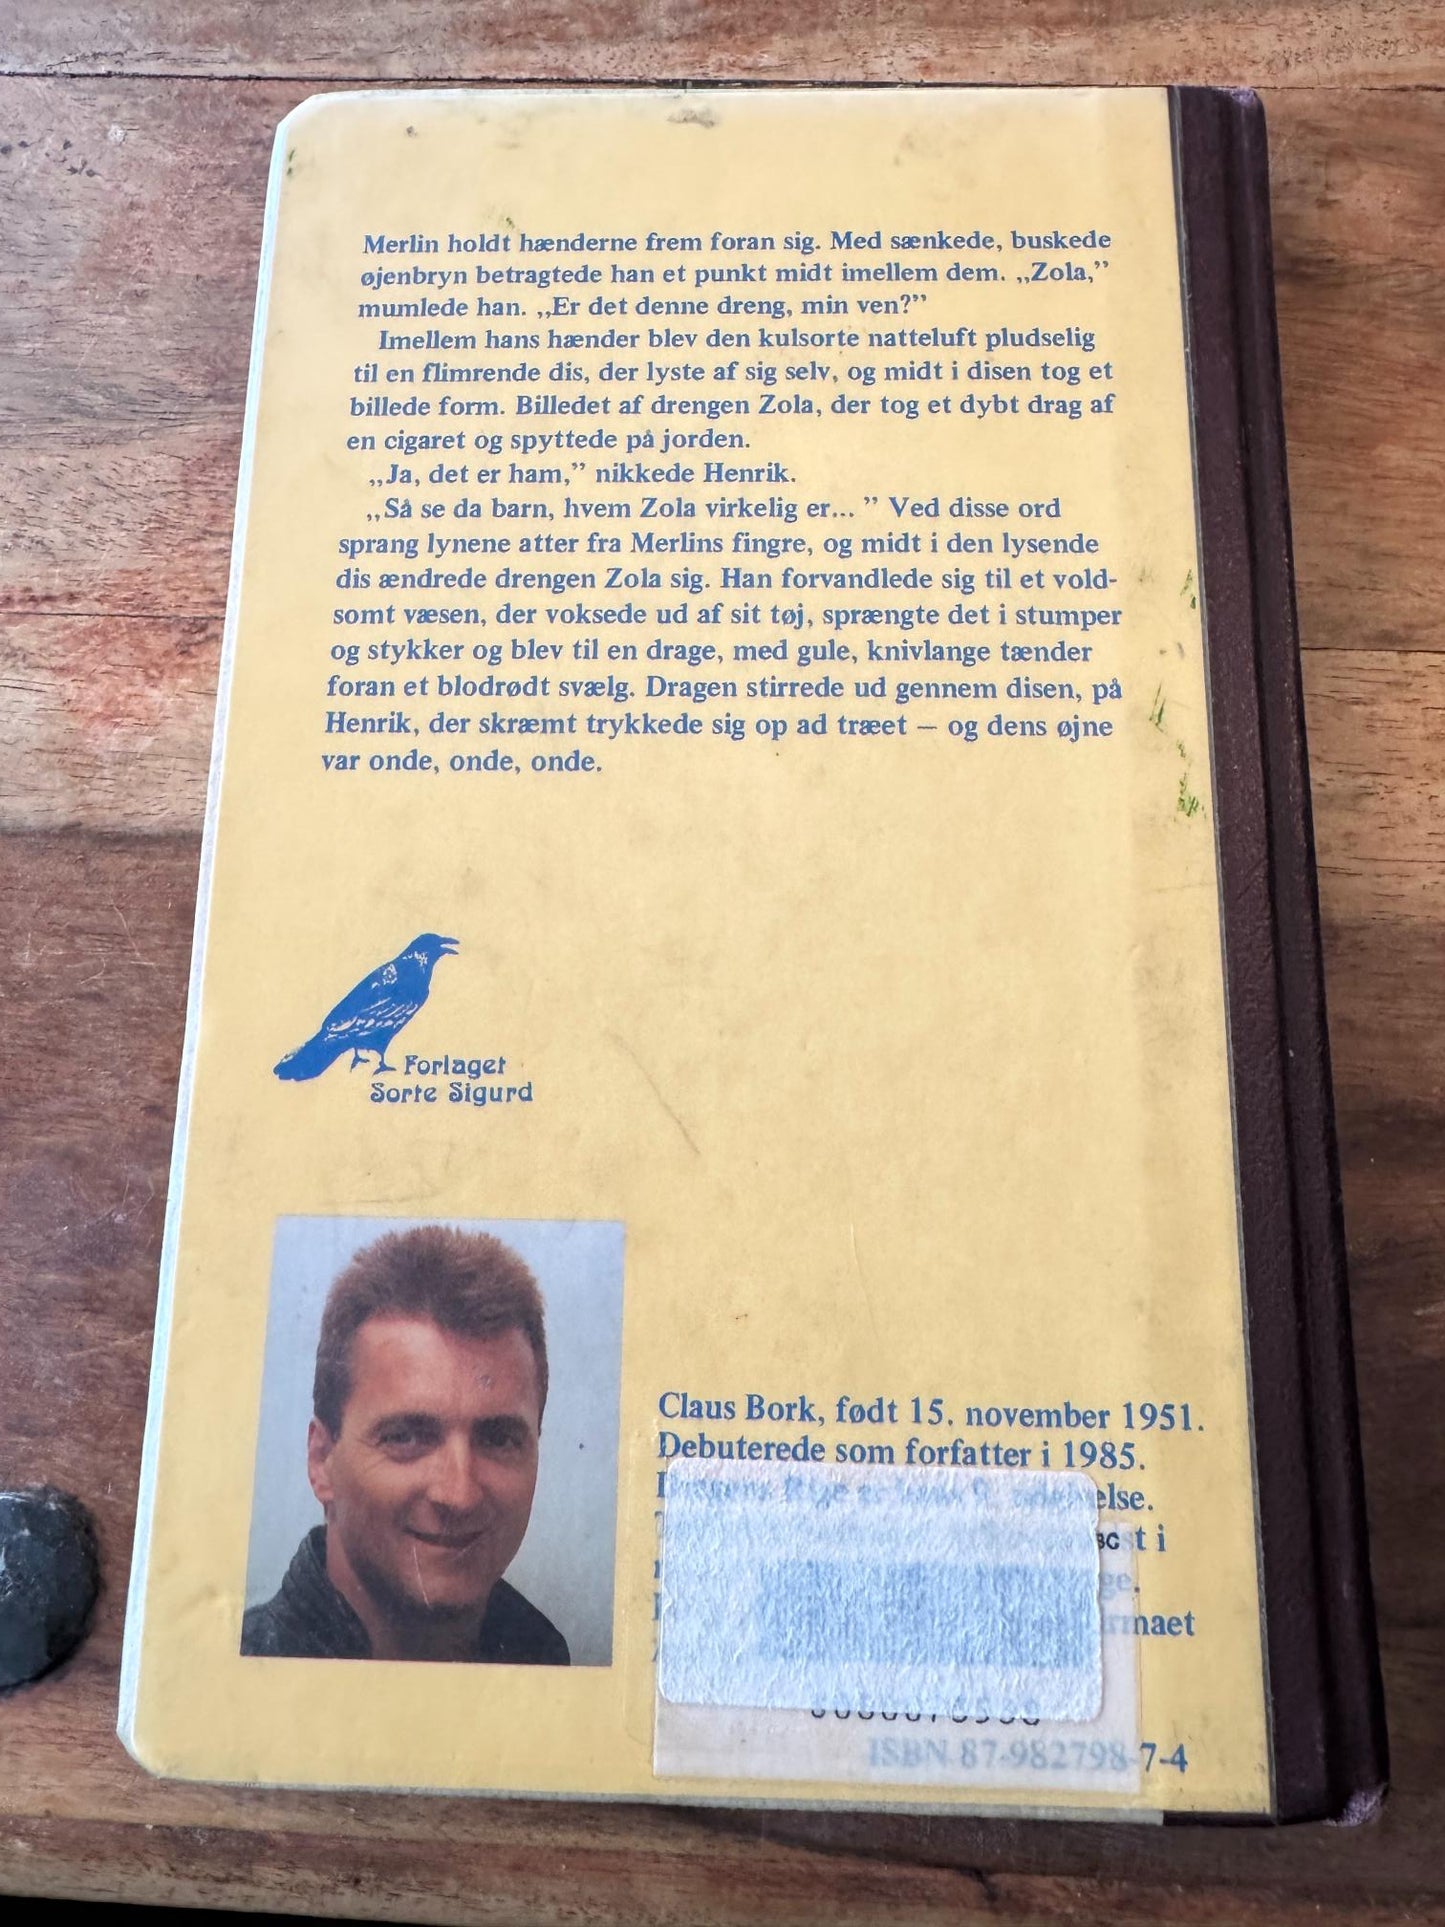 Merlin holdt hænderne frem foran sig. Med sænkede, buskede
øjenbryn betragtede han et punkt midt imellem dem. „Zola,”
mumlede han. „Er det denne dreng, min ven?”
Imellem hans hænder blev den kulsorte natteluft pludselig
til en flimrende dis, der lyste af sig selv, og midt i disen tog et
billede form. Billedet af drengen Zola, der tog et dybt drag af
en cigaret og spyttede på jorden.
„Ja, det er ham,” nikkede Henrik.
„Så se da barn, hvem Zola virkelig er... ” Ved disse ord
sprang lynene atter fra Merlins fingre, og midt i den lysende
dis ændrede drengen Zola sig. Han forvandlede sig til et vold-
somt væsen, der voksede ud af sit tøj, sprængte det i stumper
og stykker og blev til en drage, med gule, knivlange tænder
foran et blodrødt svælg. Dragen stirrede ud gennem disen, på
Henrik, der skræmt trykkede sig op ad træet – og dens øjne
var onde, onde, onde.
Forlaget
Sorte Sigurd
Claus Bork, født 15. november 1951.
Debuterede som forfatter i 1985.
else.
BG t i
ge.
maet
ISBN 87-982798-7-4